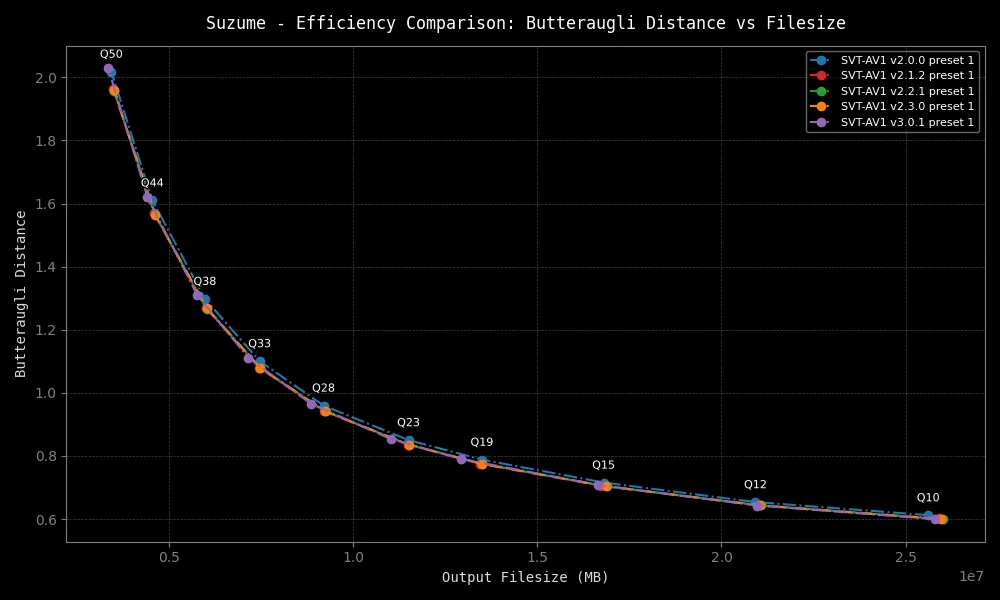 Suzume - Efficiency Comparison: Butteraugli Distance vs Filesize
Q50
SVT-AV1 v2.0.0 preset 1
SVT-AV1 v2.1.2 preset 1
SVT-AV1 v2.2.1 preset 1
SVT-AV1 v2.3.0 preset 1
SVT-AV1 v3.0.1 preset 1
2.0
1.8
Q44
1.6
1.4
Q38
1.2
Q33
1.0
Q28
Q23
0.8
Q19
Q15
Q12
Q10
0.6
Butteraugli Distance
0.5
1.0
1.5
2.0
2.5
1e7
Output Filesize (MB)